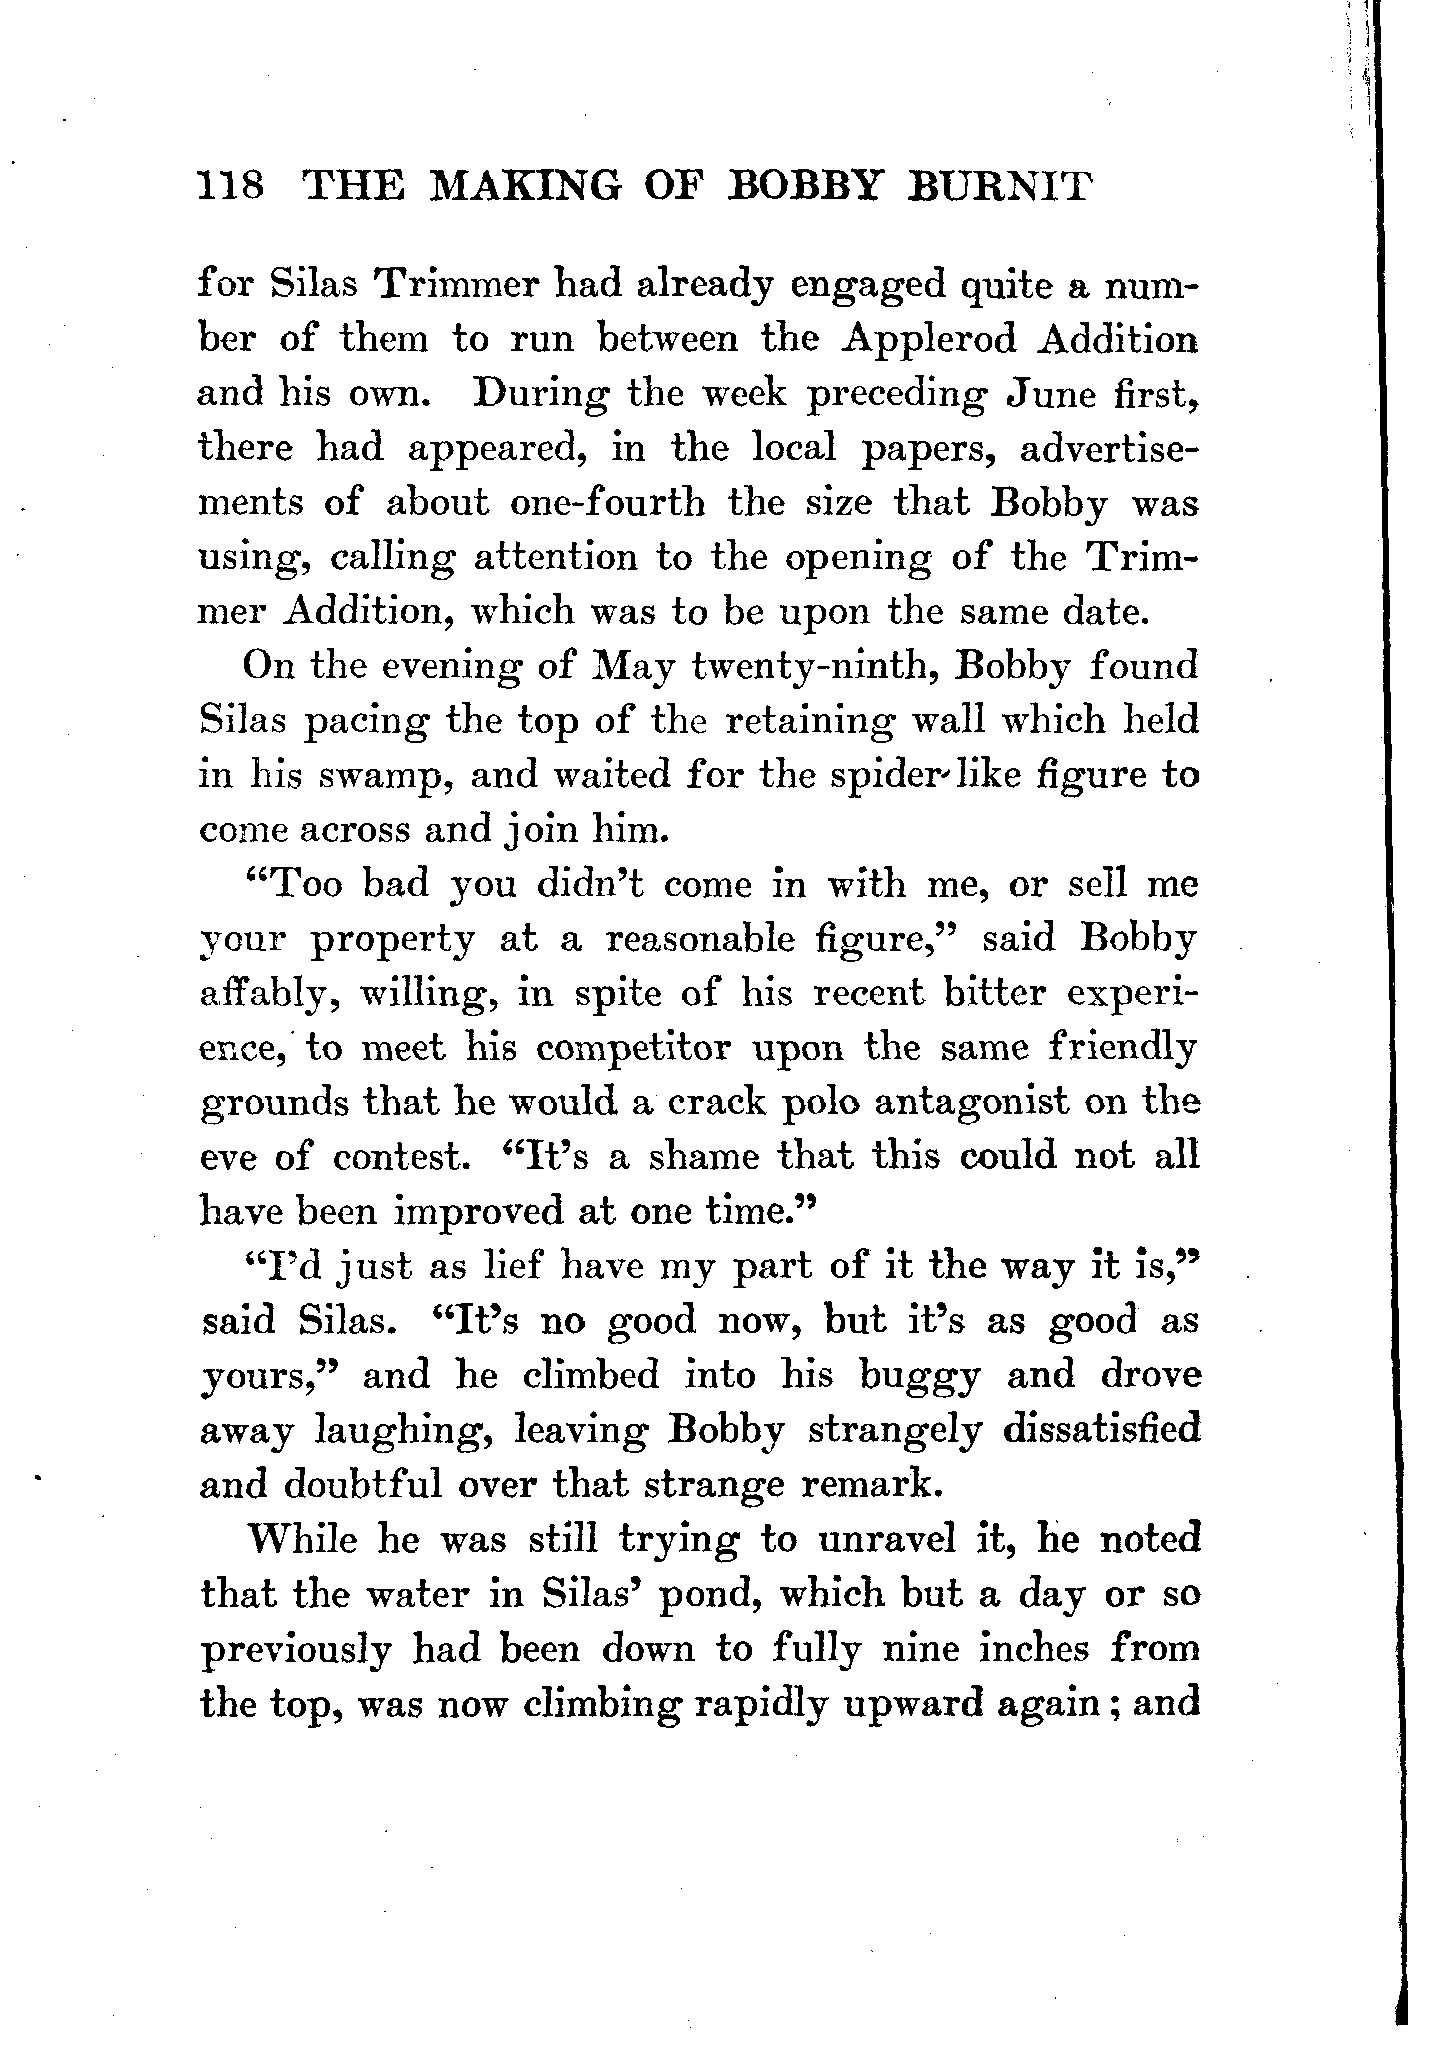 118 THE MAKING OF BOBBY BURNIT
for Silas Trimmer had already engaged quite a num-
ber of them to run between the Applerod Addition
and his own. During the week preceding June first,
there had appeared, in the local papers, advertise-
ments of about one-fourth the size that Bobby was
using, calling attention to the opening of the Trim-
mer Addition, which was to be upon the same date.
On the evening of May twenty-ninth, Bobby found
Silas pacing the top of the retaining wall which held
in his swamp, and waited for the spider-like figure to
come across and join him.
“Too bad you didn’t come in with me, or sell me
your property at a reasonable figure,” said Bobby
affably, willing, in spite of his recent bitter experi-
ence, to meet his competitor upon the same friendly
grounds that he would a crack polo antagonist on the
eve of contest. “It’s a shame that this could not all
have been improved at one time.”
“I’d just as lief have my part of it the way it is,”
said Silas. “It’s no good now, but it’s as good as
yours,” and he climbed into his buggy and drove
away laughing, leaving Bobby strangely dissatisfied
and doubtful over that strange remark.
While he was still trying to unravel it, he noted
that the water in Silas’ pond, which but a day or so
previously had been down to fully nine inches from
the top, was now climbing rapidly upward again; and